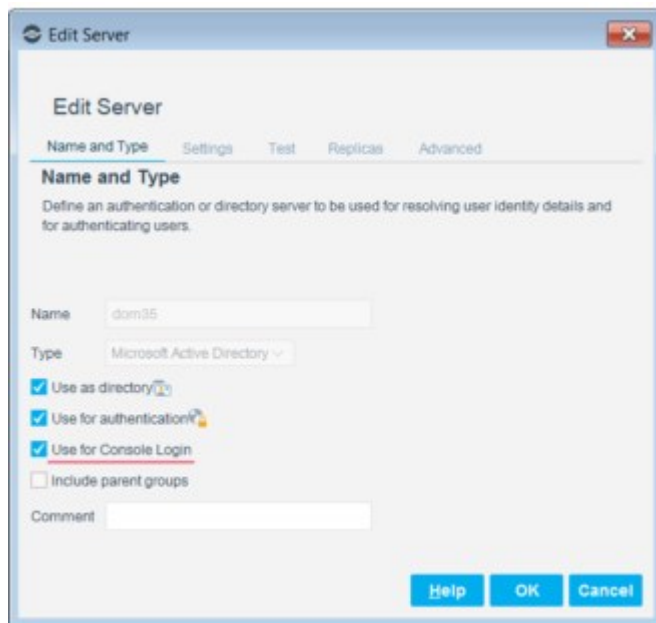 Edit Server
Edit Server
Name and Type Settings Test Replicas Advanced
Name and Type
Define an authentication or directory server to be used for resolving user identity details and
for authenticating users.
Name dom35
Type Microsoft Active Directory
Use as directory
Use for authentication
Use for Console Login
Include parent groups
Comment
Help OK Cancel